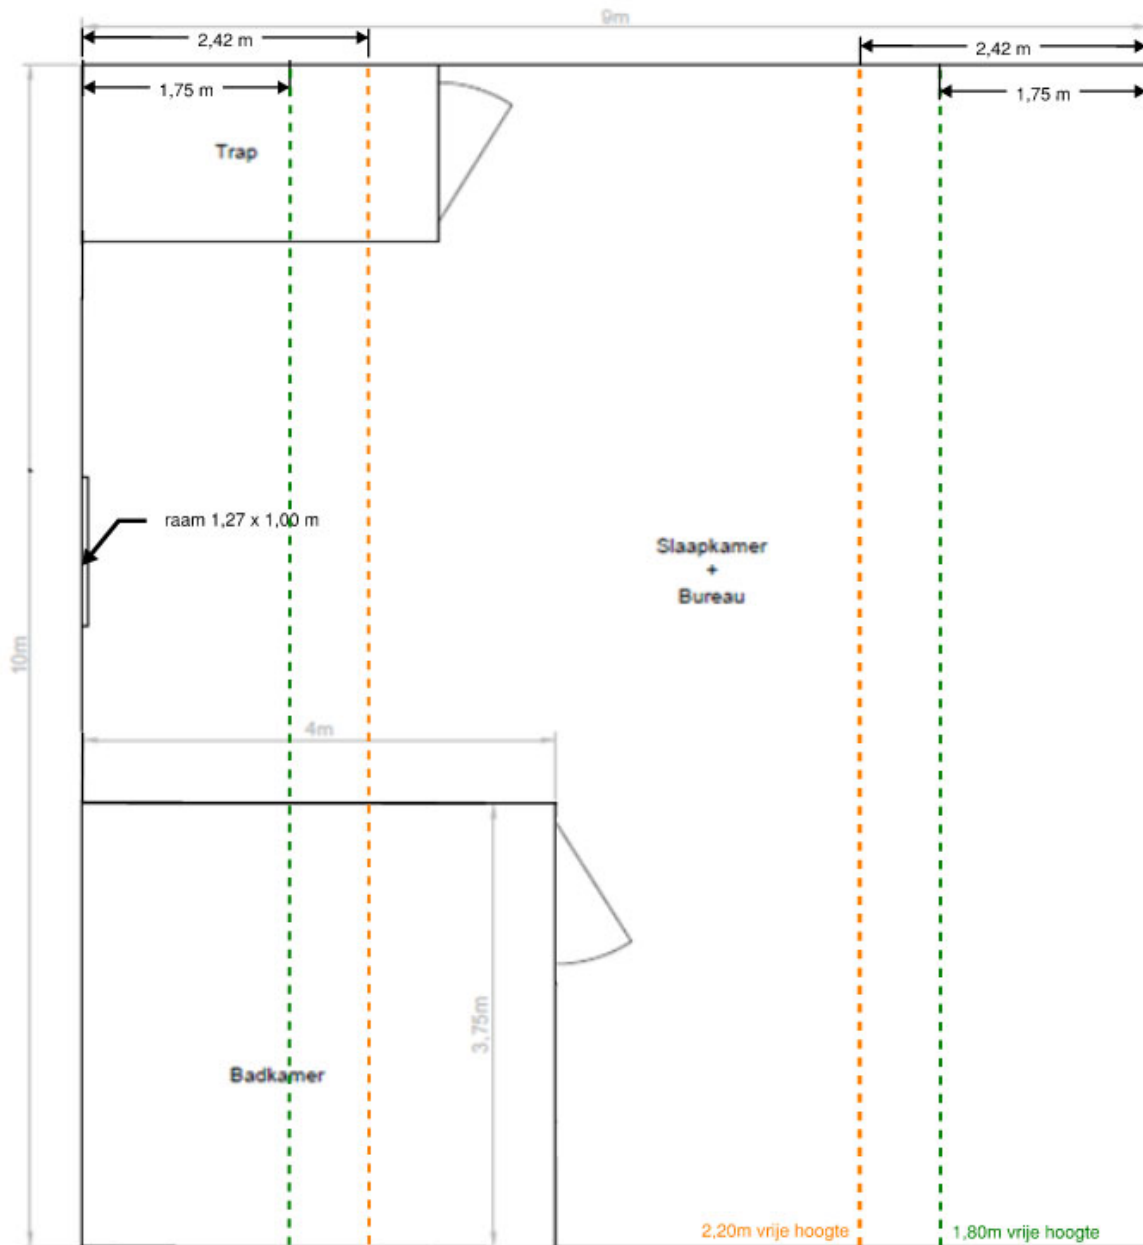 9m
2,42 m
2,42 m
1,75 m
1,75 m
Trap
raam 1,27 x 1,00 m
Slaapkamer
+
Bureau
10m
4m
3,75m
Badkamer
2,20m vrije hoogte
1,80m vrije hoogte